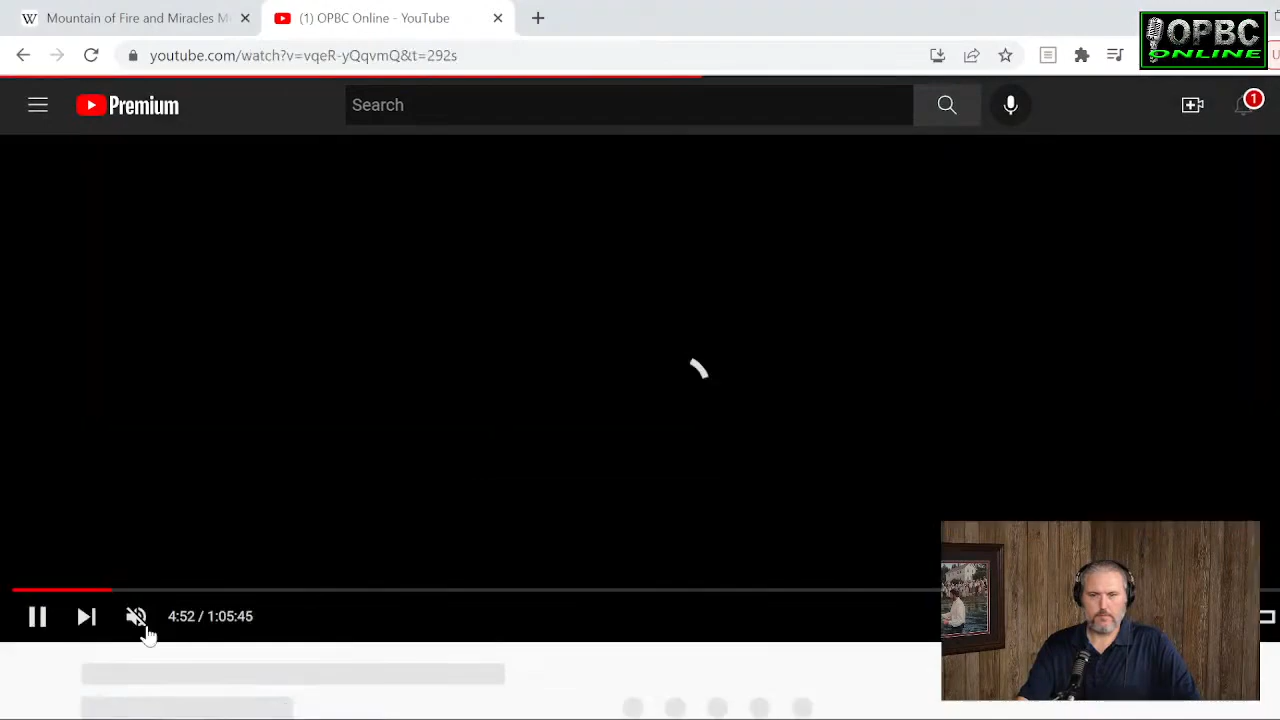 Mountain of Fire and Miracles M
(1) OPBC Online - YouTube
OPBC
ONLINE
youtube.com/watch?v=vqeR-yQqvmQ&t=292s
Premium
Search
1
4:52 / 1:05:45